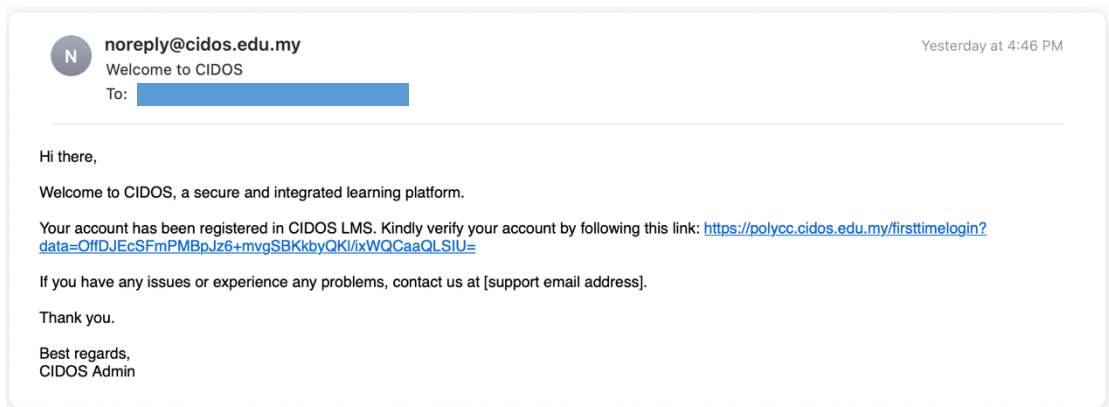 N
noreply@cidos.edu.my
Yesterday at 4:46 PM
Welcome to CIDOS
To:
Hi there,
Welcome to CIDOS, a secure and integrated learning platform.
Your account has been registered in CIDOS LMS. Kindly verify your account by following this link: https://polycc.cidos.edu.my/firsttimelogin?
data=OffDJEcSFmPMBpJz6+mvgSBKkbyQKl/ixWQCaaQLSIU=
If you have any issues or experience any problems, contact us at [support email address].
Thank you.
Best regards,
CIDOS Admin